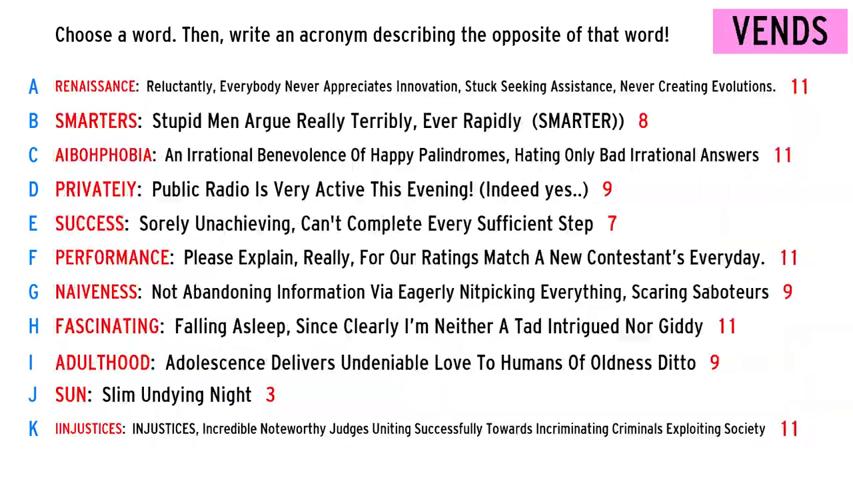 Choose a word. Then, write an acronym describing the opposite of that word!
VENDS
A RENAISSANCE: Reluctantly, Everybody Never Appreciates Innovation, Stuck Seeking Assistance, Never Creating Evolutions. 11
B SMARTERS: Stupid Men Argue Really Terribly, Ever Rapidly (SMARTER)) 8
C AIBOHPHOBIA: An Irrational Benevolence Of Happy Palindromes, Hating Only Bad Irrational Answers 11
D PRIVATEIY: Public Radio Is Very Active This Evening! (Indeed yes..) 9
E SUCCESS: Sorely Unachieving, Can't Complete Every Sufficient Step 7
F PERFORMANCE: Please Explain, Really, For Our Ratings Match A New Contestant's Everyday. 11
G NAIVENESS: Not Abandoning Information Via Eagerly Nitpicking Everything, Scaring Saboteurs 9
H FASCINATING: Falling Asleep, Since Clearly I'm Neither A Tad Intrigued Nor Giddy 11
I ADULTHOOD: Adolescence Delivers Undeniable Love To Humans Of Oldness Ditto 9
J SUN: Slim Undying Night 3
K IINJUSTICES: INJUSTICES, Incredible Noteworthy Judges Uniting Successfully Towards Incriminating Criminals Exploiting Society 11